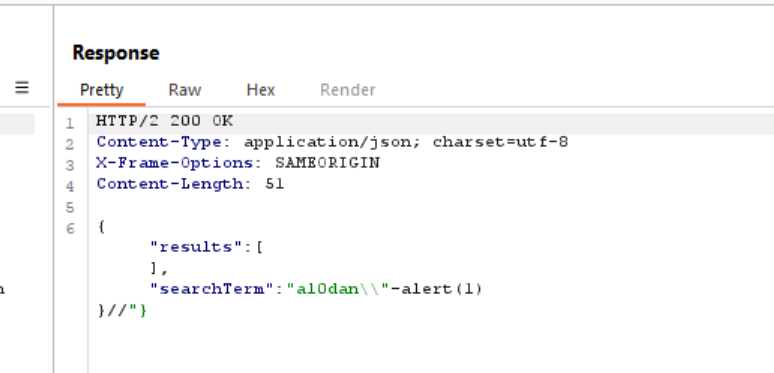 Response
Pretty Raw Hex Render
1 HTTP/2 200 OK
2 Content-Type: application/json; charset=utf-8
3 X-Frame-Options: SAMEORIGIN
4 Content-Length: 51
5
6 {
"results":[
],
"searchTerm":"al0dan\\"-alert(1)
}//"}